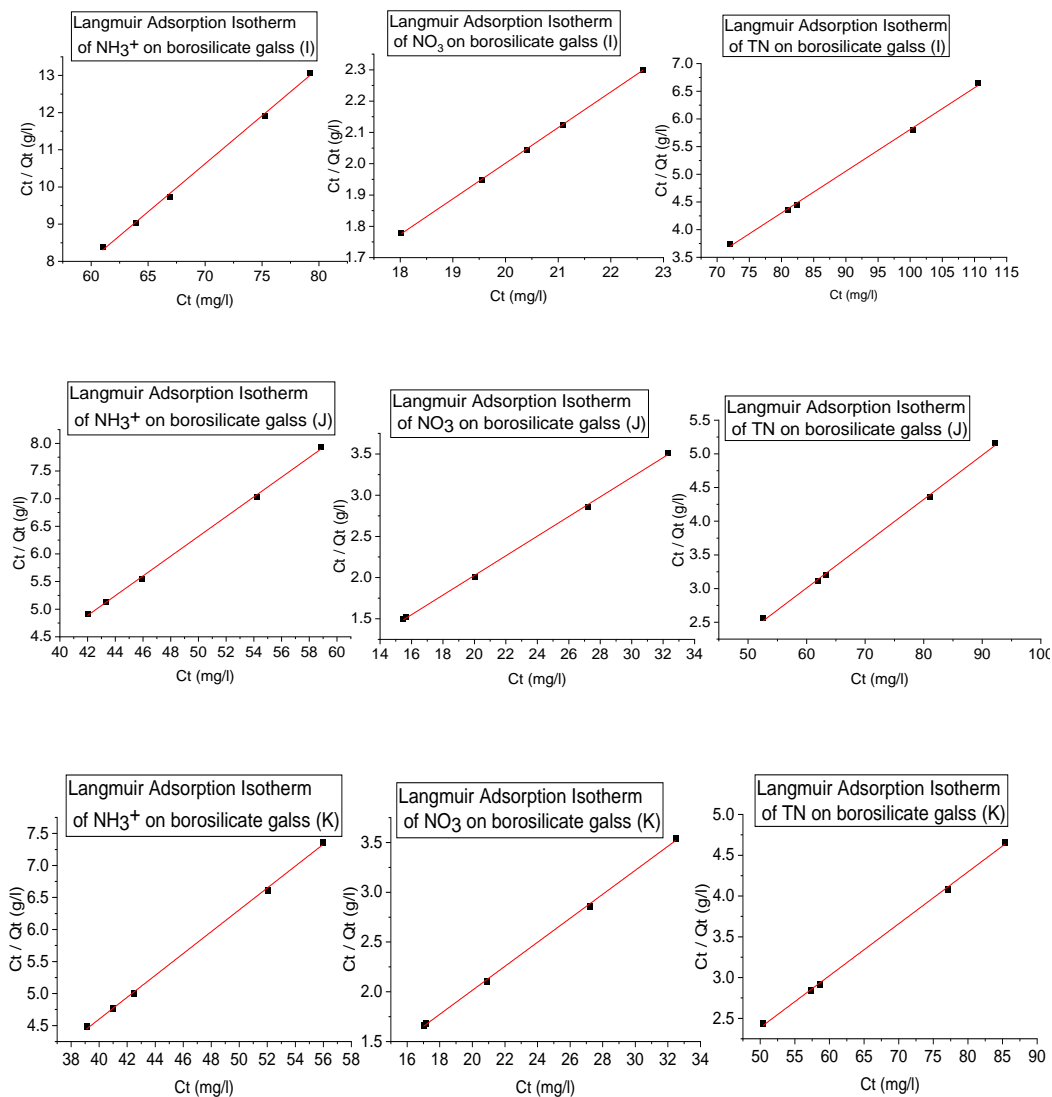 Langmuir Adsorption Isotherm
of NH3+ on borosilicate galss (I)
13
12
11
10
9
8
60 65 70 75 80
Ct / Qt (g/l)
Ct (mg/l)
Langmuir Adsorption Isotherm
of NO3 on borosilicate galss (I)
2.3
2.2
2.1
2.0
1.9
1.8
1.7
18 19 20 21 22 23
Ct / Qt (g/l)
Ct (mg/l)
Langmuir Adsorption Isotherm
of TN on borosilicate galss (I)
7.0
6.5
6.0
5.5
5.0
4.5
4.0
3.5
70 75 80 85 90 95 100 105 110 115
Ct / Qt (g/l)
Ct (mg/l)
Langmuir Adsorption Isotherm
of NH3+ on borosilicate galss (J)
8.0
7.5
7.0
6.5
6.0
5.5
5.0
4.5
40 42 44 46 48 50 52 54 56 58 60
Ct / Qt (g/l)
Ct (mg/l)
Langmuir Adsorption Isotherm
of NO3 on borosilicate galss (J)
3.5
3.0
2.5
2.0
1.5
14 16 18 20 22 24 26 28 30 32 34
Ct / Qt (g/l)
Ct (mg/l)
Langmuir Adsorption Isotherm
of TN on borosilicate galss (J)
5.5
5.0
4.5
4.0
3.5
3.0
2.5
50 60 70 80 90 100
Ct / Qt (g/l)
Ct (mg/l)
Langmuir Adsorption Isotherm
of NH3+ on borosilicate galss (K)
7.5
7.0
6.5
6.0
5.5
5.0
4.5
38 40 42 44 46 48 50 52 54 56 58
Ct / Qt (g/l)
Ct (mg/l)
Langmuir Adsorption Isotherm
of NO3 on borosilicate galss (K)
3.5
3.0
2.5
2.0
1.5
16 18 20 22 24 26 28 30 32 34
Ct / Qt (g/l)
Ct (mg/l)
Langmuir Adsorption Isotherm
of TN on borosilicate galss (K)
5.0
4.5
4.0
3.5
3.0
2.5
50 55 60 65 70 75 80 85 90
Ct / Qt (g/l)
Ct (mg/l)